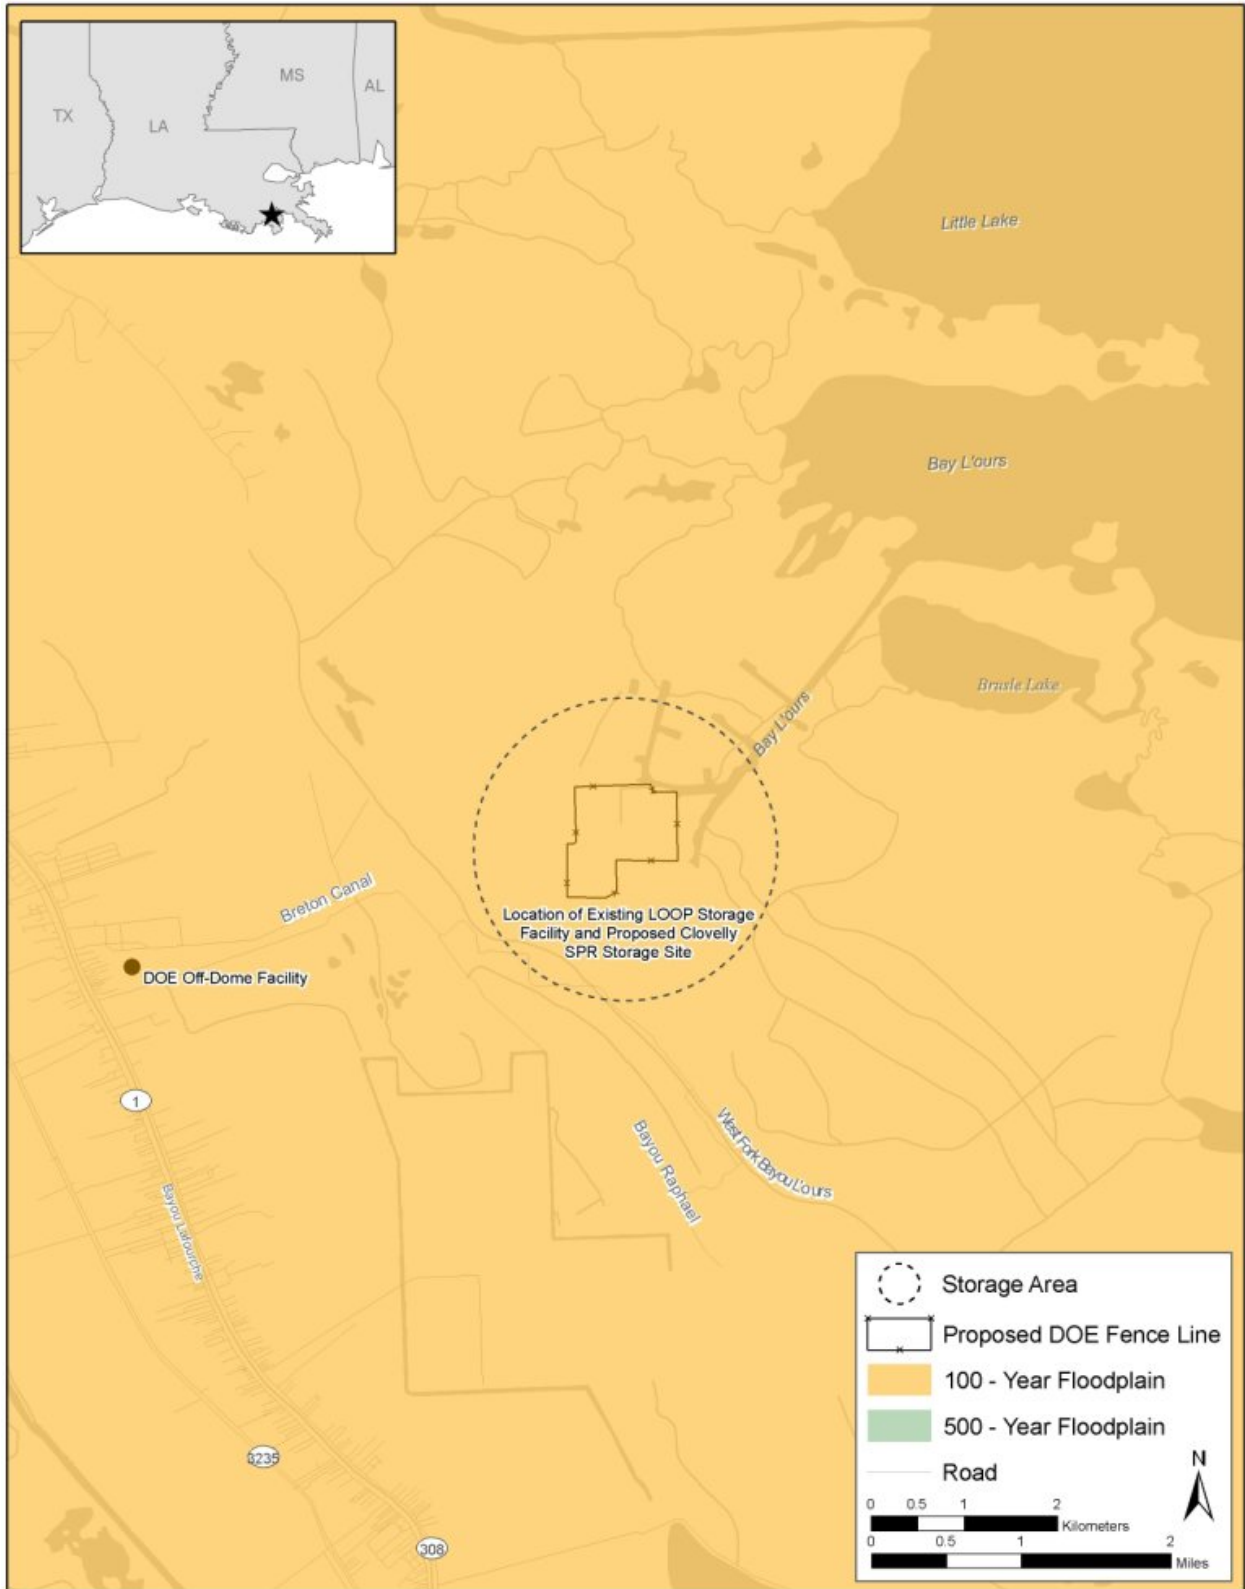 TX
LA
MS
AL
Little Lake
Bay L'ours
Brusle Lake
Bay L'ours
Breton Canal
Location of Existing LOOP Storage
Facility and Proposed Clovelly
SPR Storage Site
DOE Off-Dome Facility
1
Bayou Raphael
West Fork Bayou L'ours
Bayou Lafourche
3235
308
Storage Area
Proposed DOE Fence Line
100 - Year Floodplain
500 - Year Floodplain
Road
N
0 0.5 1 2
Kilometers
0 0.5 1 2
Miles